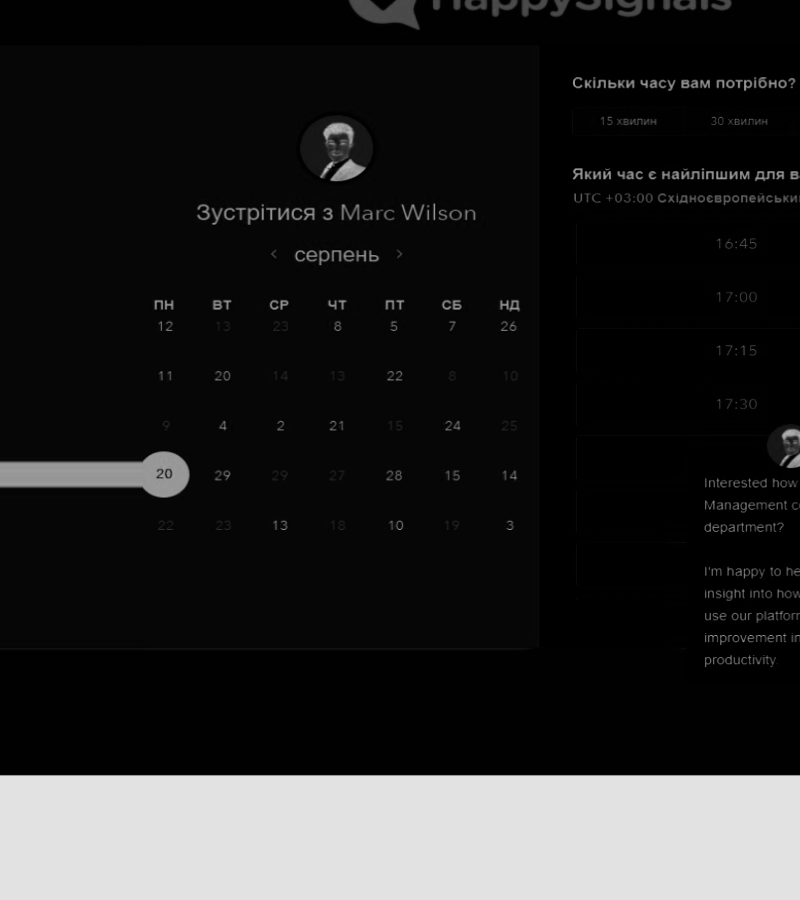 HappySignals
Зустрітися з Marc Wilson
серпень
ПН ВТ СР ЧТ ПТ СБ НД
12 13 23 8 5 7 26
11 20 14 13 22 8 10
9 4 2 21 15 24 25
20 29 29 27 28 15 14
22 23 13 18 10 19 3
Скільки часу вам потрібно?
15 хвилин 30 хвилин
Який час є найліпшим для в
UTC +03:00 Східноєвропейськи
16:45
17:00
17:15
17:30
Interested how
Management c
department?
I'm happy to he
insight into how
use our platfor
improvement in
productivity.